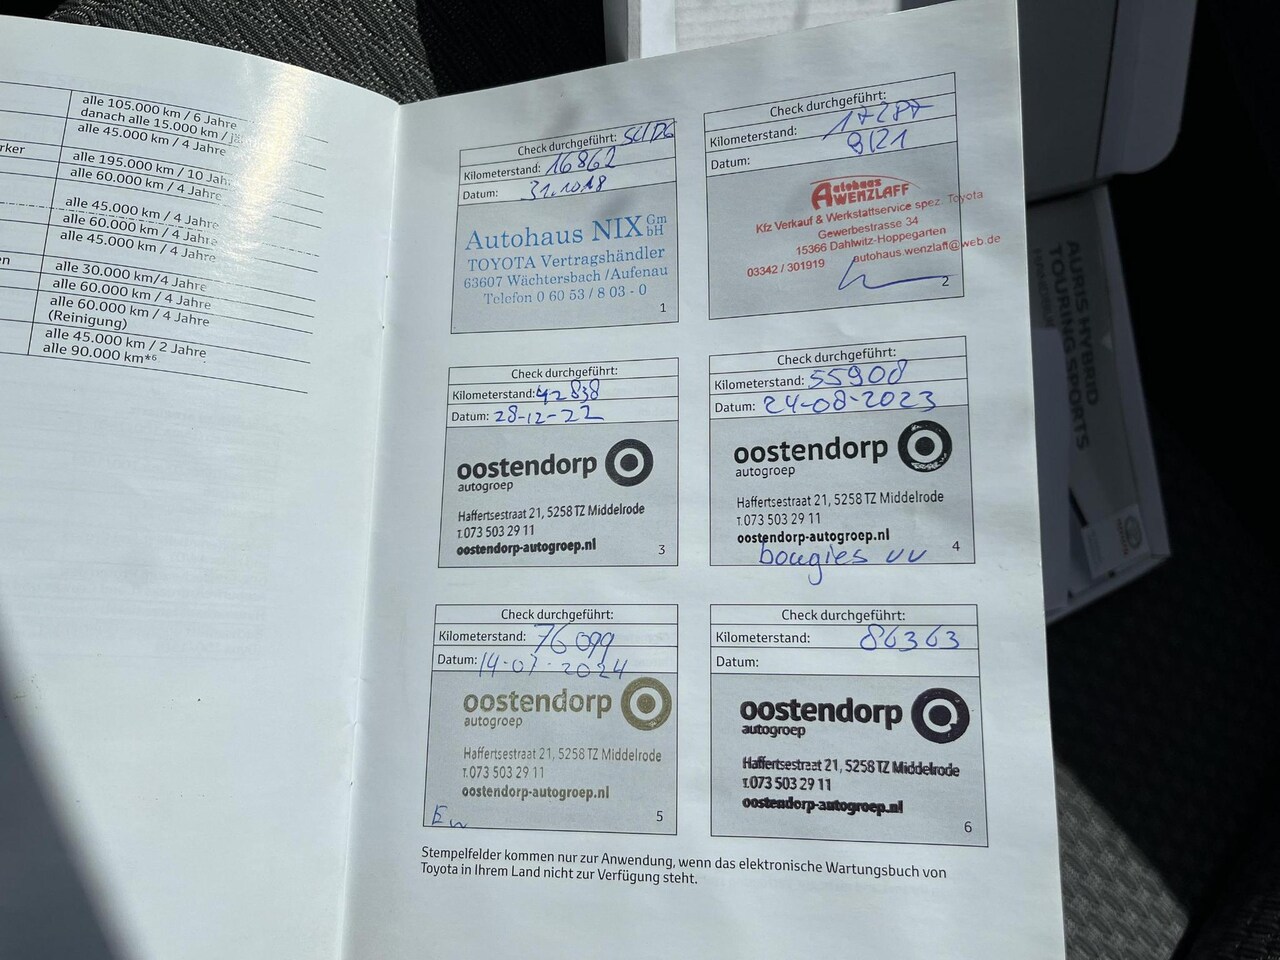 alle 105.000 km / 6 Jahre
danach alle 15.000 km /
alle 45.000 km / 4 Jahre
rker
alle 195.000 km / 10 Jah
alle 60.000 km / 4 Jahre
alle 45.000 km / 4 Jahre
alle 60.000 km / 4 Jahre
alle 45.000 km / 4 Jahre
en
alle 30.000 km/4 Jahre
alle 60.000 km / 4 Jahre
alle 60.000 km / 4 Jahre
(Reinigung)
alle 45.000 km / 2 Jahre
alle 90.000 km*⁶
Check durchgeführt:
Kilometerstand: 16862
Datum: 31.10.18
Autohaus NIX GmbH
TOYOTA Vertragshändler
63607 Wächtersbach / Aufenau
Telefon 0 60 53 / 8 03 - 0
1
Check durchgeführt:
Kilometerstand: 17287
Datum: 9/21
Autohaus
WENZLAFF
Kfz Verkauf & Werkstattservice spez. Toyota
Gewerbestrasse 34
15366 Dahlwitz-Hoppegarten
03342 / 301919 autohaus.wenzlaff@web.de
2
Check durchgeführt:
Kilometerstand: 42838
Datum: 28-12-22
oostendorp
autogroep
Haffertsestraat 21, 5258 TZ Middelrode
T.073 503 29 11
oostendorp-autogroep.nl
3
Check durchgeführt:
Kilometerstand: 55908
Datum: 24-08-2023
oostendorp
autogroep
Haffertsestraat 21, 5258 TZ Middelrode
T.073 503 29 11
oostendorp-autogroep.nl
bougies vv
4
Check durchgeführt:
Kilometerstand: 76099
Datum: 14-07-2024
oostendorp
autogroep
Haffertsestraat 21, 5258 TZ Middelrode
T.073 503 29 11
oostendorp-autogroep.nl
5
Check durchgeführt:
Kilometerstand: 86363
Datum:
oostendorp
autogroep
Haffertsestraat 21, 5258 TZ Middelrode
T.073 503 29 11
oostendorp-autogroep.nl
6
Stempelfelder kommen nur zur Anwendung, wenn das elektronische Wartungsbuch von
Toyota in Ihrem Land nicht zur Verfügung steht.
AURIS HYBRID
TOURING SPORTS
TOYOTA